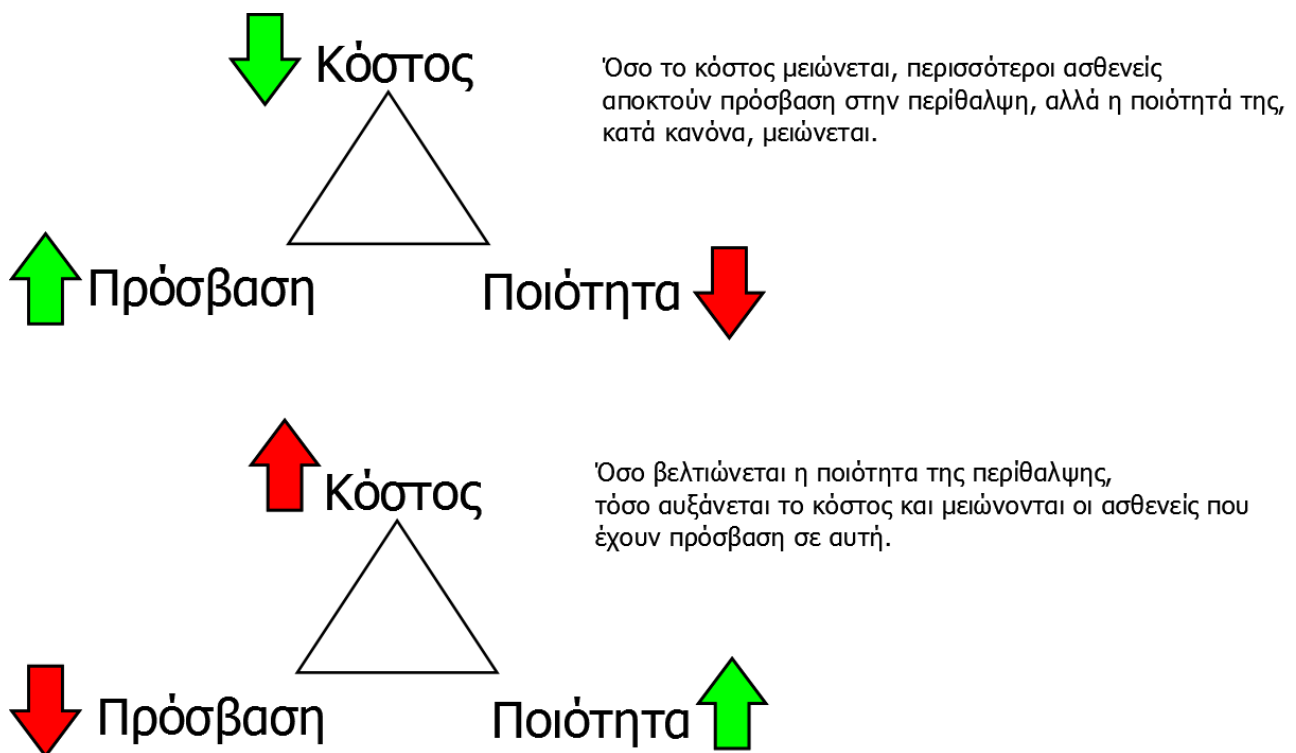 Κόστος
Όσο το κόστος μειώνεται, περισσότεροι ασθενείς
αποκτούν πρόσβαση στην περίθαλψη, αλλά η ποιότητά της,
κατά κανόνα, μειώνεται.
Πρόσβαση
Ποιότητα
Κόστος
Όσο βελτιώνεται η ποιότητα της περίθαλψης,
τόσο αυξάνεται το κόστος και μειώνονται οι ασθενείς που
έχουν πρόσβαση σε αυτή.
Πρόσβαση
Ποιότητα